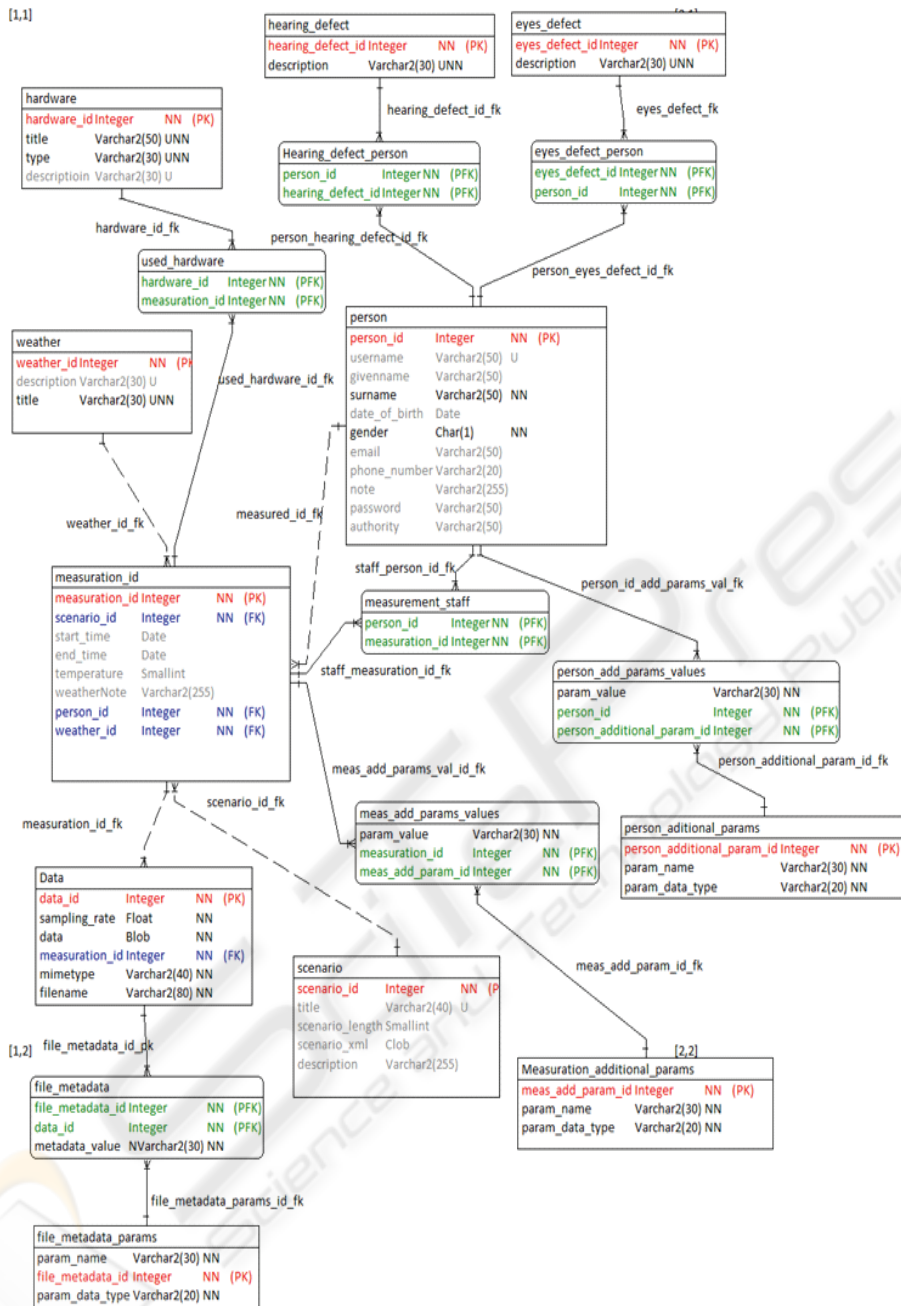 [1,1]
hearing_defect
hearing_defect_id Integer NN (PK)
description Varchar2(30) UNN
eyes_defect
eyes_defect_id Integer NN (PK)
description Varchar2(30) UNN
hearing_defect_id_fk
eyes_defect_fk
hardware
hardware_id Integer NN (PK)
title Varchar2(50) UNN
type Varchar2(30) UNN
descriptioin Varchar2(30) U
Hearing_defect_person
person_id Integer NN (PFK)
hearing_defect_id Integer NN (PFK)
eyes_defect_person
eyes_defect_id Integer NN (PFK)
person_id Integer NN (PFK)
hardware_id_fk
person_hearing_defect_id_fk
person_eyes_defect_id_fk
used_hardware
hardware_id Integer NN (PFK)
measuration_id Integer NN (PFK)
weather
weather_id Integer NN (PK
description Varchar2(30) U
title Varchar2(30) UNN
used_hardware_id_fk
person
person_id Integer NN (PK)
username Varchar2(50) U
givenname Varchar2(50)
surname Varchar2(50) NN
date_of_birth Date
gender Char(1) NN
email Varchar2(50)
phone_number Varchar2(20)
note Varchar2(255)
password Varchar2(50)
authority Varchar2(50)
weather_id_fk
measured_id_fk
staff_person_id_fk
person_id_add_params_val_fk
measuration_id
measuration_id Integer NN (PK)
scenario_id Integer NN (FK)
start_time Date
end_time Date
temperature Smallint
weatherNote Varchar2(255)
person_id Integer NN (FK)
weather_id Integer NN (FK)
measurement_staff
person_id Integer NN (PFK)
measuration_id Integer NN (PFK)
staff_measuration_id_fk
person_add_params_values
param_value Varchar2(30) NN
person_id Integer NN (PFK)
person_additional_param_id Integer NN (PFK)
person_additional_param_id_fk
meas_add_params_val_id_fk
scenario_id_fk
measuration_id_fk
meas_add_params_values
param_value Varchar2(30) NN
measuration_id Integer NN (PFK)
meas_add_param_id Integer NN (PFK)
person_aditional_params
person_additional_param_id Integer NN (PK)
param_name Varchar2(30) NN
param_data_type Varchar2(20) NN
Data
data_id Integer NN (PK)
sampling_rate Float NN
data Blob NN
measuration_id Integer NN (FK)
mimetype Varchar2(40) NN
filename Varchar2(80) NN
scenario
scenario_id Integer NN (P
title Varchar2(40) U
scenario_length Smallint
scenario_xml Clob
description Varchar2(255)
meas_add_param_id_fk
[1,2]
file_metadata_id_pk
[2,2]
Measuration_additional_params
meas_add_param_id Integer NN (PK)
param_name Varchar2(30) NN
param_data_type Varchar2(20) NN
file_metadata
file_metadata_id Integer NN (PFK)
data_id Integer NN (PFK)
metadata_value NVarchar2(30) NN
file_metadata_params_id_fk
file_metadata_params
param_name Varchar2(30) NN
file_metadata_id Integer NN (PK)
param_data_type Varchar2(20) NN
Science and Technology Public